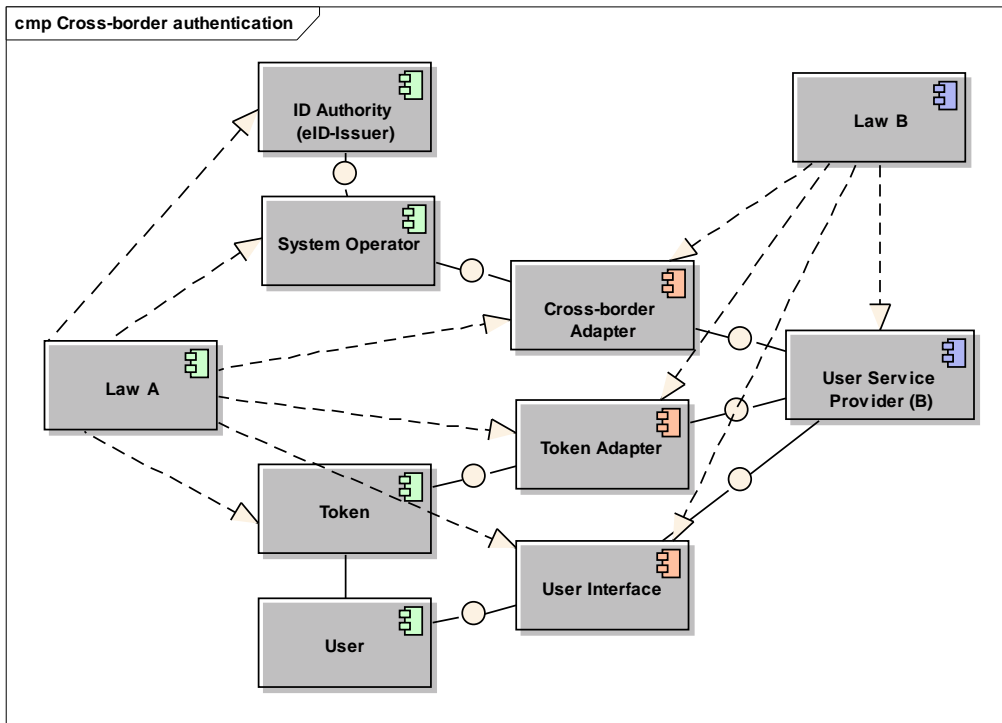 cmp Cross-border authentication
ID Authority
(eID-Issuer)
Law B
System Operator
Cross-border
Adapter
Law A
User Service
Provider (B)
Token Adapter
Token
User Interface
User